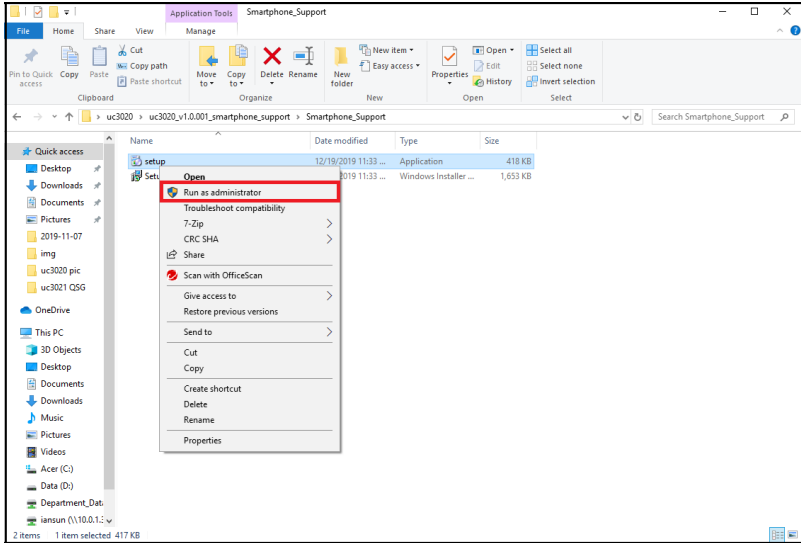 Application Tools Smartphone_Support
File Home Share View Manage
Pin to Quick access
Copy
Paste
Cut
Copy path
Paste shortcut
Clipboard
Move to
Copy to
Delete
Rename
Organize
New folder
New item
Easy access
New
Properties
Open
Edit
History
Open
Select all
Select none
Invert selection
Select
uc3020 › uc3020_v1.0.001_smartphone_support › Smartphone_Support
Search Smartphone_Support
Name Date modified Type Size
setup 12/19/2019 11:33 ... Application 418 KB
Setu 2019 11:33 ... Windows Installer ... 1,653 KB
Quick access
Desktop
Downloads
Documents
Pictures
2019-11-07
img
uc3020 pic
uc3021 QSG
OneDrive
This PC
3D Objects
Desktop
Documents
Downloads
Music
Pictures
Videos
Acer (C:)
Data (D:)
Department_Dat
iansun (\\10.0.1.
Open
Run as administrator
Troubleshoot compatibility
7-Zip
CRC SHA
Share
Scan with OfficeScan
Give access to
Restore previous versions
Send to
Cut
Copy
Create shortcut
Delete
Rename
Properties
2 items 1 item selected 417 KB